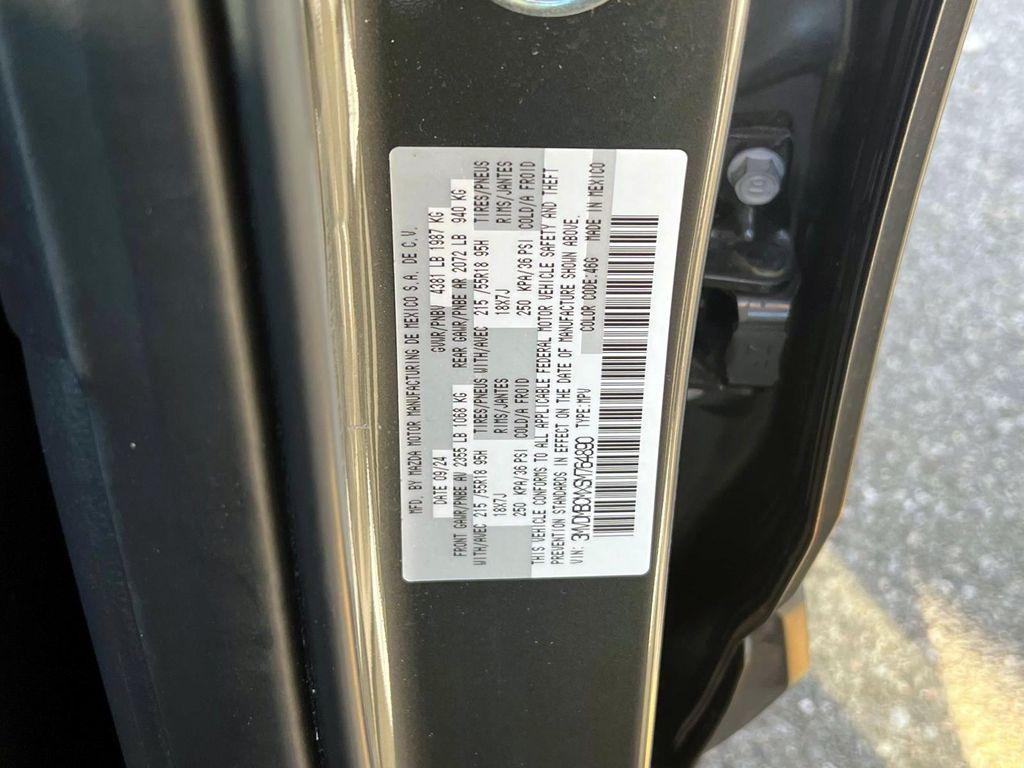 MFD. BY MAZDA MOTOR MANUFACTURING DE MEXICO S.A. DE C.V.
DATE 09/24 GVWR/PNBV 4381 LB 1987 KG
FRONT GAWR/PNBE AV 2355 LB 1068 KG REAR GAWR/PNBE AR 2072 LB 940 KG
WITH/AVEC 215 /55R18 95H TIRES/PNEUS WITH/AVEC 215 /55R18 95H TIRES/PNEUS
18X7J RIMS/JANTES 18X7J RIMS/JANTES
250 KPA/36 PSI COLD/A FROID 250 KPA/36 PSI COLD/A FROID
THIS VEHICLE CONFORMS TO ALL APPLICABLE FEDERAL MOTOR VEHICLE SAFETY AND THEFT
PREVENTION STANDARDS IN EFFECT ON THE DATE OF MANUFACTURE SHOWN ABOVE.
VIN: 3MVDMBCMXSM764890 TYPE:MPV COLOR CODE:46G MADE IN MEXICO